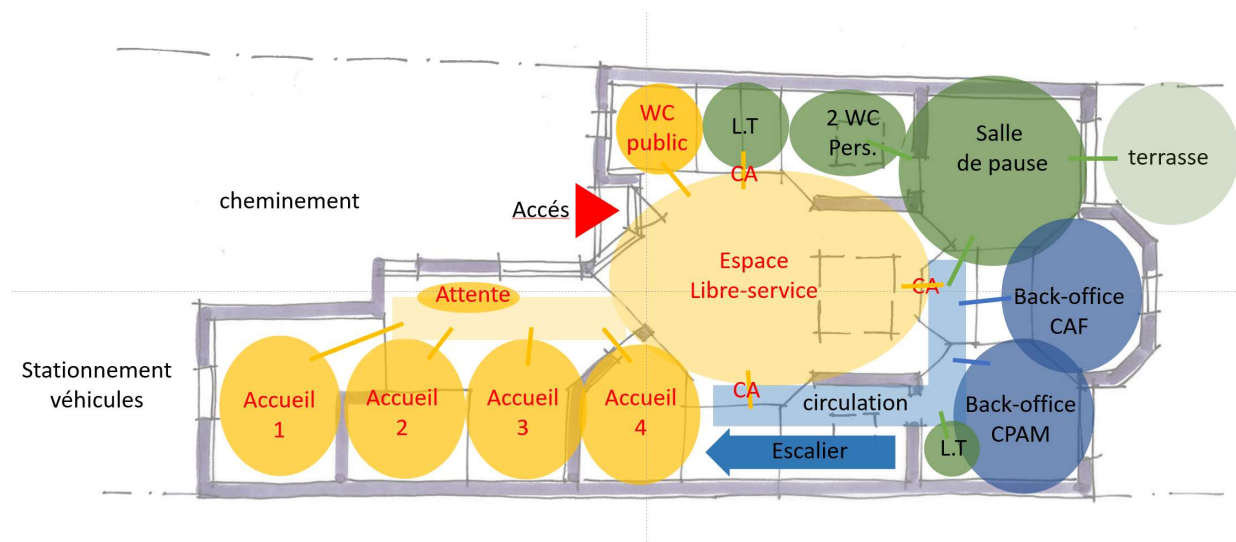 WC
public
L.T
2 WC
Pers.
Salle
de pause
terrasse
CA
cheminement
Accés
Espace
Libre-service
CA
Attente
Back-office
CAF
Stationnement
véhicules
Accueil
1
Accueil
2
Accueil
3
Accueil
4
CA
circulation
Back-office
CPAM
Escalier
L.T